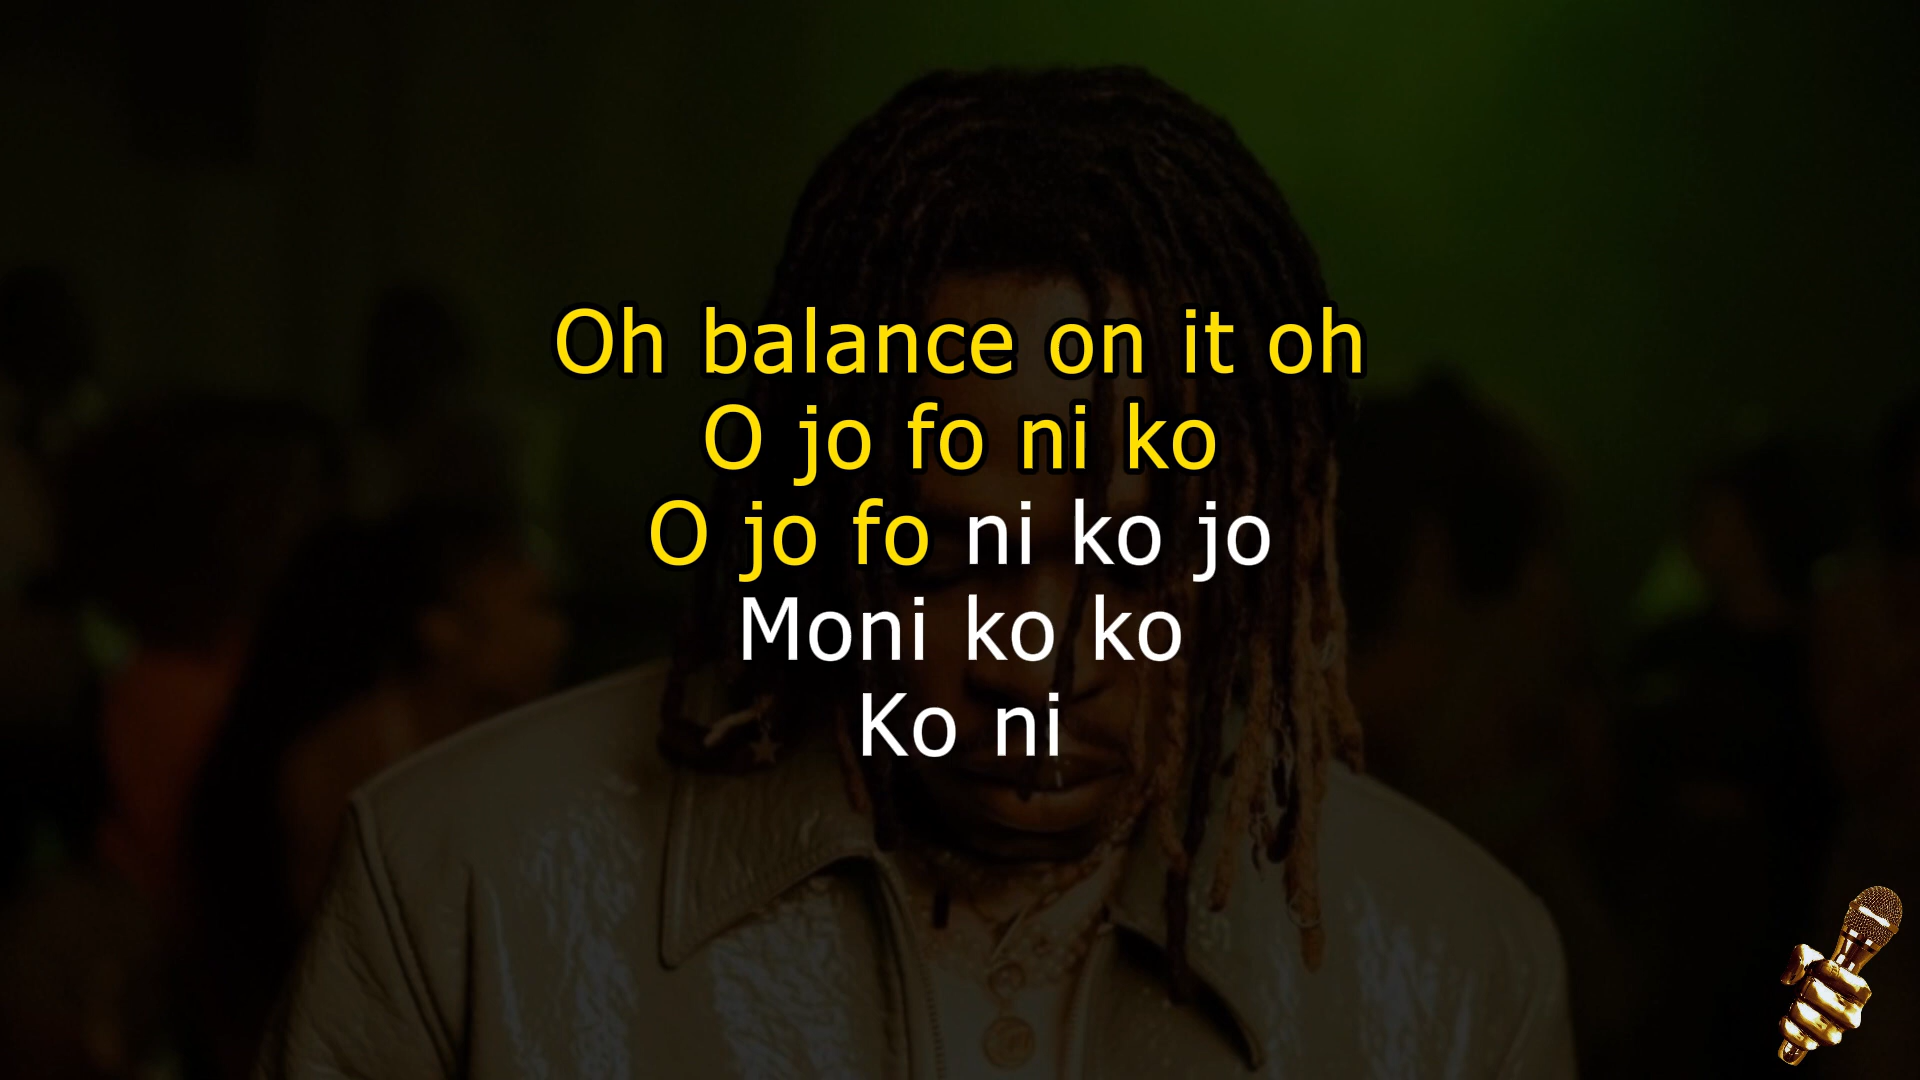 Oh balance on it oh
O jo fo ni ko
O jo fo ni ko jo
Moni ko ko
Ko ni